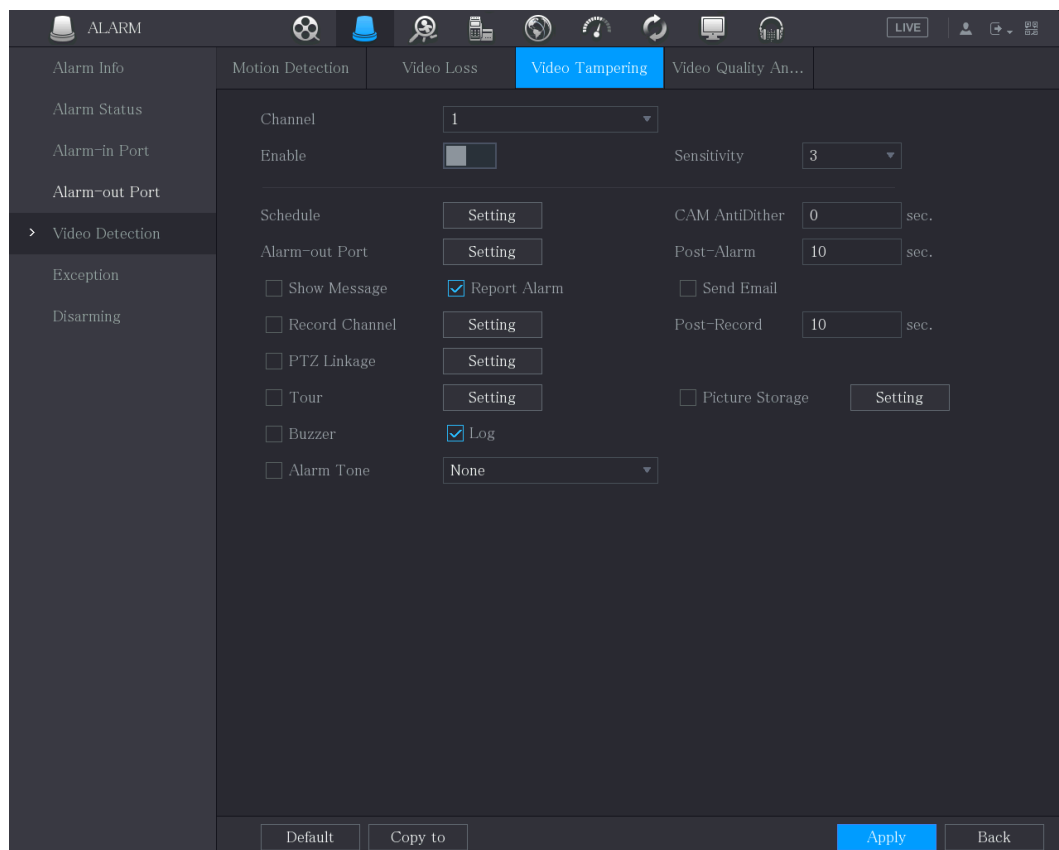 ALARM LIVE
Alarm Info
Alarm Status
Alarm-in Port
Alarm-out Port
> Video Detection
Exception
Disarming
Motion Detection Video Loss Video Tampering Video Quality An...
Channel 1
Enable Sensitivity 3
Schedule Setting CAM AntiDither 0 sec.
Alarm-out Port Setting Post-Alarm 10 sec.
Show Message Report Alarm Send Email
Record Channel Setting Post-Record 10 sec.
PTZ Linkage Setting
Tour Setting Picture Storage Setting
Buzzer Log
Alarm Tone None
Default Copy to Apply Back